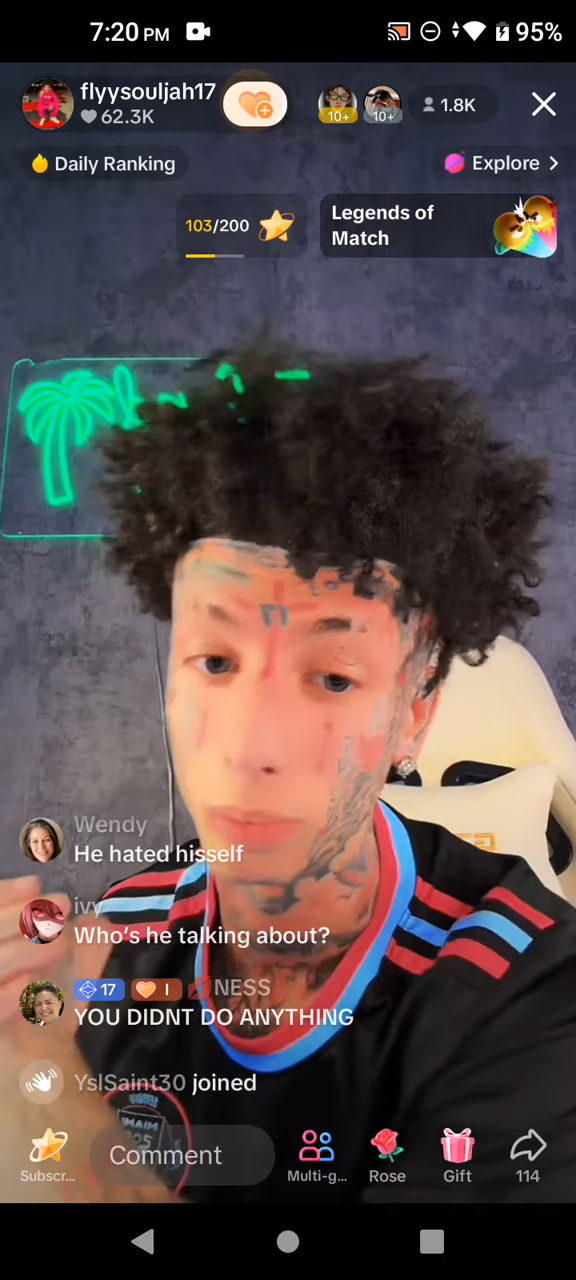 7:20 PM
95%
flyysouljah17
62.3K
10+
10+
1.8K
Daily Ranking
Explore >
103/200
Legends of
Match
Wendy
He hated hisself
ivy
Who's he talking about?
17
I
NESS
YOU DIDNT DO ANYTHING
YslSaint30 joined
Comment
Subscr...
Multi-g...
Rose
Gift
114